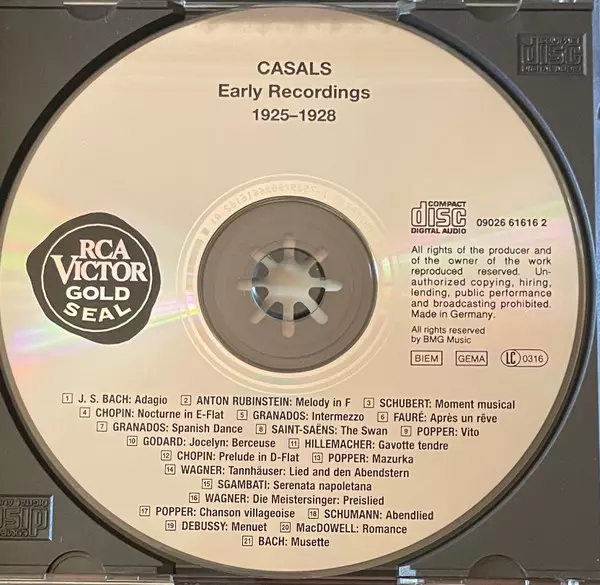 CASALS
Early Recordings
1925–1928
RCA
VICTOR
GOLD
SEAL
COMPACT
disc
DIGITAL AUDIO
09026 61616 2
All rights of the producer and
of the owner of the work
reproduced reserved. Un-
authorized copying, hiring,
lending, public performance
and broadcasting prohibited.
Made in Germany.
All rights reserved
by BMG Music
BIEM GEMA LC 0316
1 J. S. BACH: Adagio 2 ANTON RUBINSTEIN: Melody in F 3 SCHUBERT: Moment musical
4 CHOPIN: Nocturne in E-Flat 5 GRANADOS: Intermezzo 6 FAURÉ: Après un rêve
7 GRANADOS: Spanish Dance 8 SAINT-SAËNS: The Swan 9 POPPER: Vito
10 GODARD: Jocelyn: Berceuse 11 HILLEMACHER: Gavotte tendre
12 CHOPIN: Prelude in D-Flat 13 POPPER: Mazurka
14 WAGNER: Tannhäuser: Lied and den Abendstern
15 SGAMBATI: Serenata napoletana
16 WAGNER: Die Meistersinger: Preislied
17 POPPER: Chanson villageoise 18 SCHUMANN: Abendlied
19 DEBUSSY: Menuet 20 MacDOWELL: Romance
21 BACH: Musette
disc